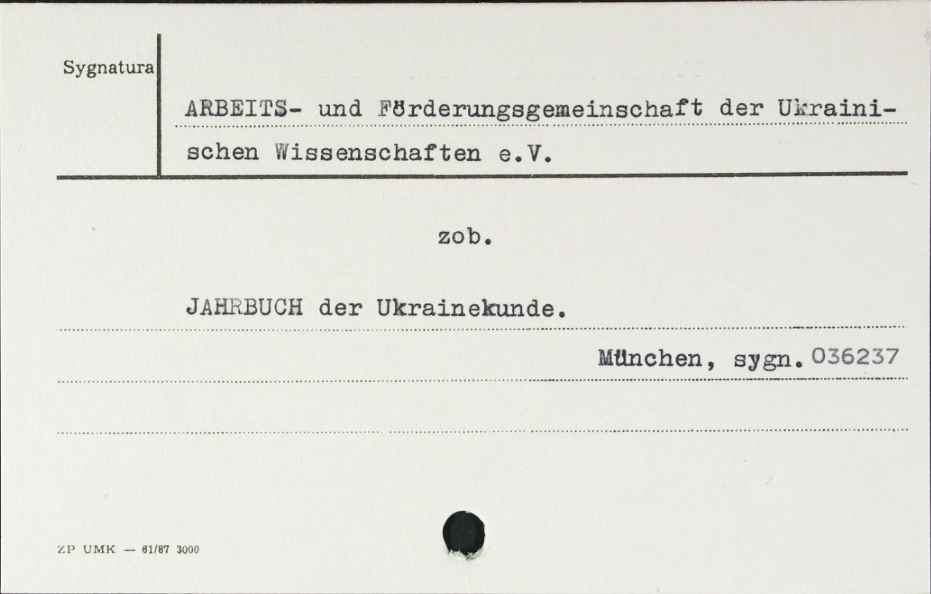 Sygnatura
ARBEITS- und Förderungsgemeinschaft der Ukraini-
schen Wissenschaften e.V.
zob.
JAHRBUCH der Ukrainekunde.
München, sygn. 036237
ZP UMK — 61/87 3000